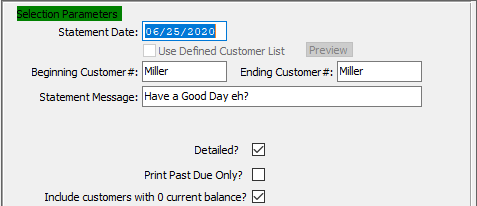 Selection Parameters
Statement Date: 06/25/2020
Use Defined Customer List Preview
Beginning Customer#: Miller Ending Customer#: Miller
Statement Message: Have a Good Day eh?
Detailed?
Print Past Due Only?
Include customers with 0 current balance?